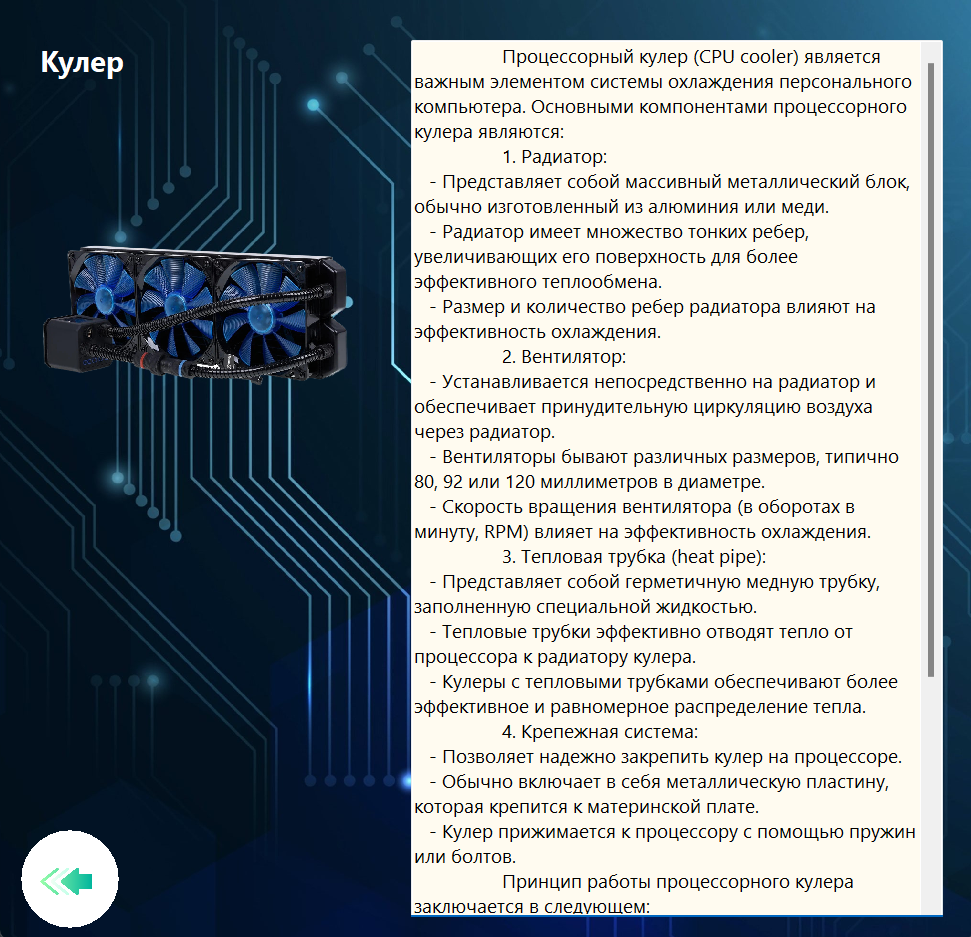 Кулер
Процессорный кулер (CPU cooler) является
важным элементом системы охлаждения персонального
компьютера. Основными компонентами процессорного
кулера являются:
1. Радиатор:
- Представляет собой массивный металлический блок,
обычно изготовленный из алюминия или меди.
- Радиатор имеет множество тонких ребер,
увеличивающих его поверхность для более
эффективного теплообмена.
- Размер и количество ребер радиатора влияют на
эффективность охлаждения.
2. Вентилятор:
- Устанавливается непосредственно на радиатор и
обеспечивает принудительную циркуляцию воздуха
через радиатор.
- Вентиляторы бывают различных размеров, типично
80, 92 или 120 миллиметров в диаметре.
- Скорость вращения вентилятора (в оборотах в
минуту, RPM) влияет на эффективность охлаждения.
3. Тепловая трубка (heat pipe):
- Представляет собой герметичную медную трубку,
заполненную специальной жидкостью.
- Тепловые трубки эффективно отводят тепло от
процессора к радиатору кулера.
- Кулеры с тепловыми трубками обеспечивают более
эффективное и равномерное распределение тепла.
4. Крепежная система:
- Позволяет надежно закрепить кулер на процессоре.
- Обычно включает в себя металлическую пластину,
которая крепится к материнской плате.
- Кулер прижимается к процессору с помощью пружин
или болтов.
Принцип работы процессорного кулера
заключается в следующем: